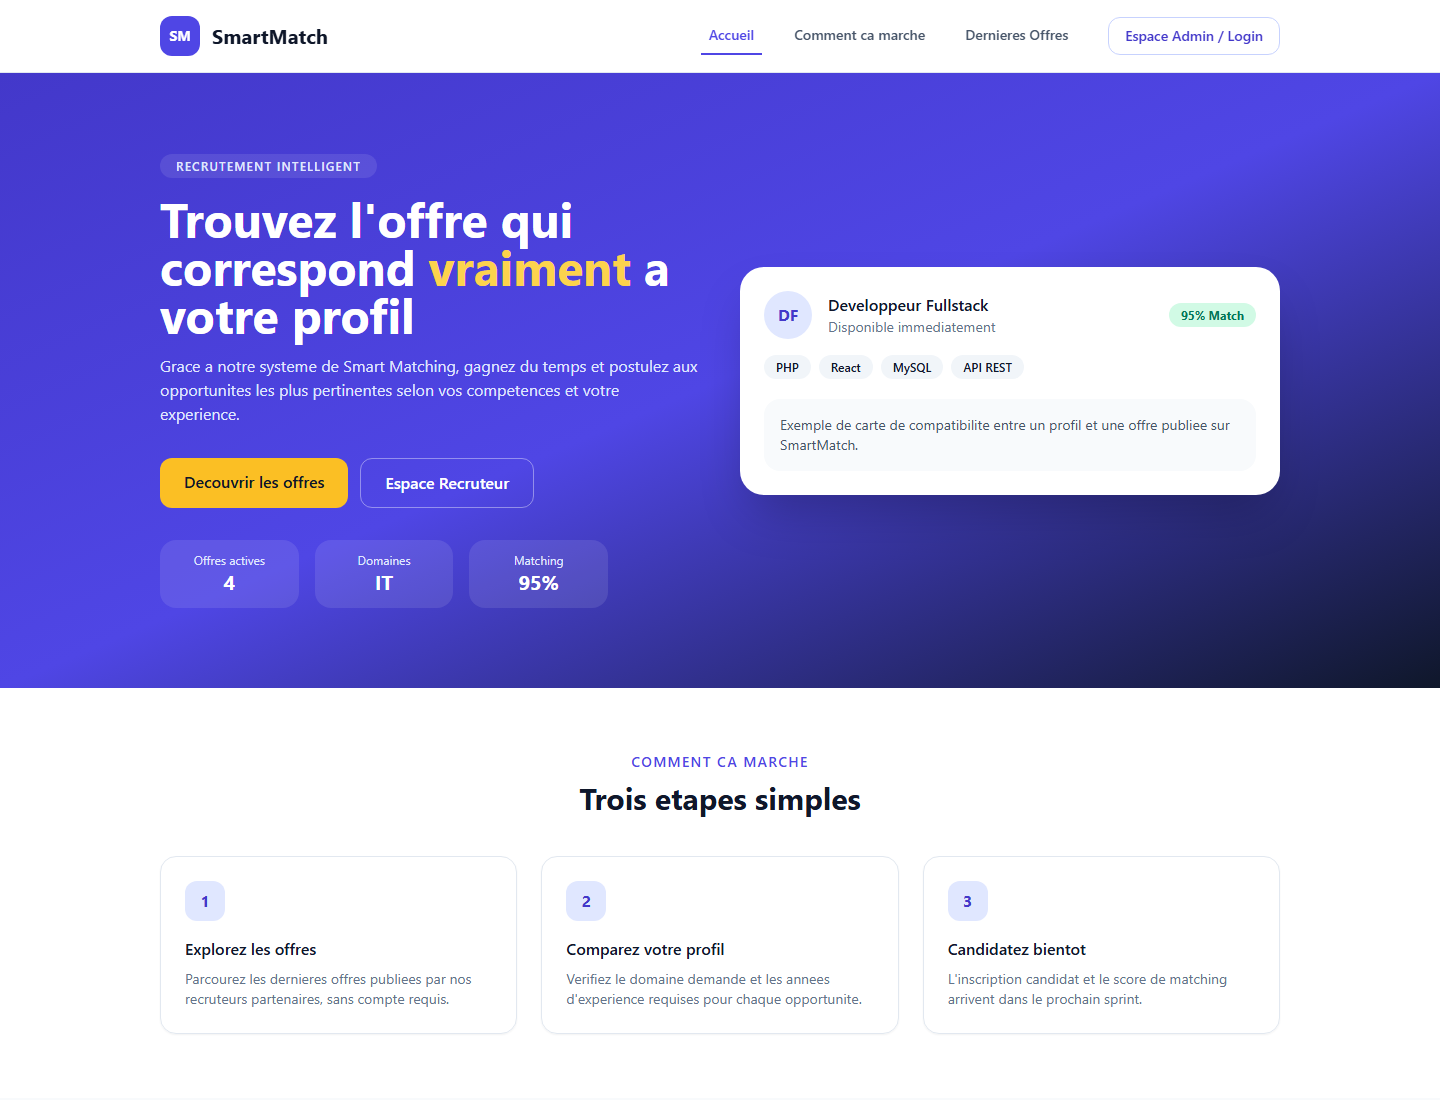 SM
SmartMatch
Accueil
Comment ca marche
Dernieres Offres
Espace Admin / Login
RECRUTEMENT INTELLIGENT
Trouvez l'offre qui
correspond vraiment a
votre profil
Grace a notre systeme de Smart Matching, gagnez du temps et postulez aux
opportunites les plus pertinentes selon vos competences et votre
experience.
Decouvrir les offres
Espace Recruteur
Offres actives
4
Domaines
IT
Matching
95%
DF
Developpeur Fullstack
Disponible immediatement
95% Match
PHP
React
MySQL
API REST
Exemple de carte de compatibilite entre un profil et une offre publiee sur
SmartMatch.
COMMENT CA MARCHE
Trois etapes simples
1
Explorez les offres
Parcourez les dernieres offres publiees par nos
recruteurs partenaires, sans compte requis.
2
Comparez votre profil
Verifiez le domaine demande et les annees
d'experience requises pour chaque opportunite.
3
Candidatez bientot
L'inscription candidat et le score de matching
arrivent dans le prochain sprint.